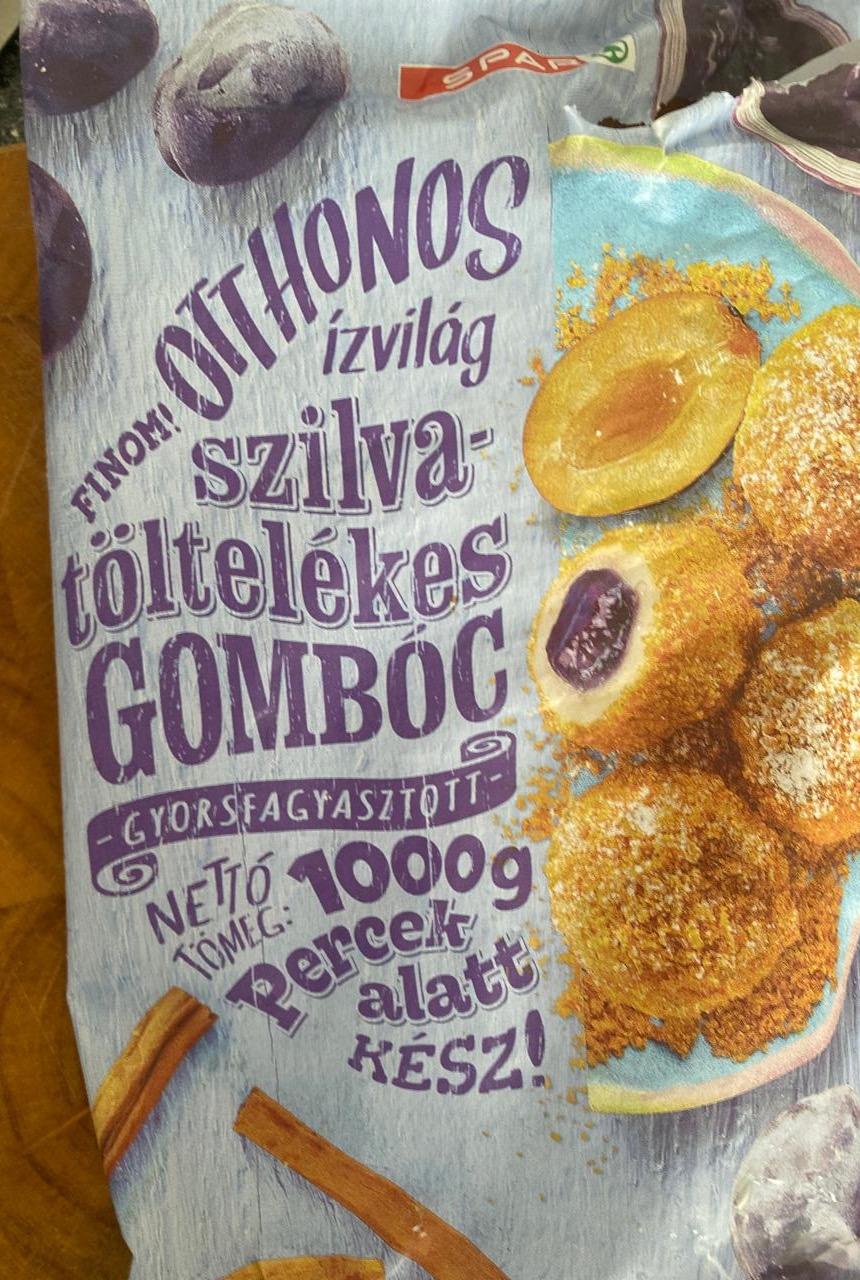 SPAR
FINOM! OTTHONOS
ízvilág
szilva-
töltelékes
GOMBÓC
-GYORSFAGYASZTOTT-
NETTÓ
TÖMEG: 1000g
Percek
alatt
KÉSZ!